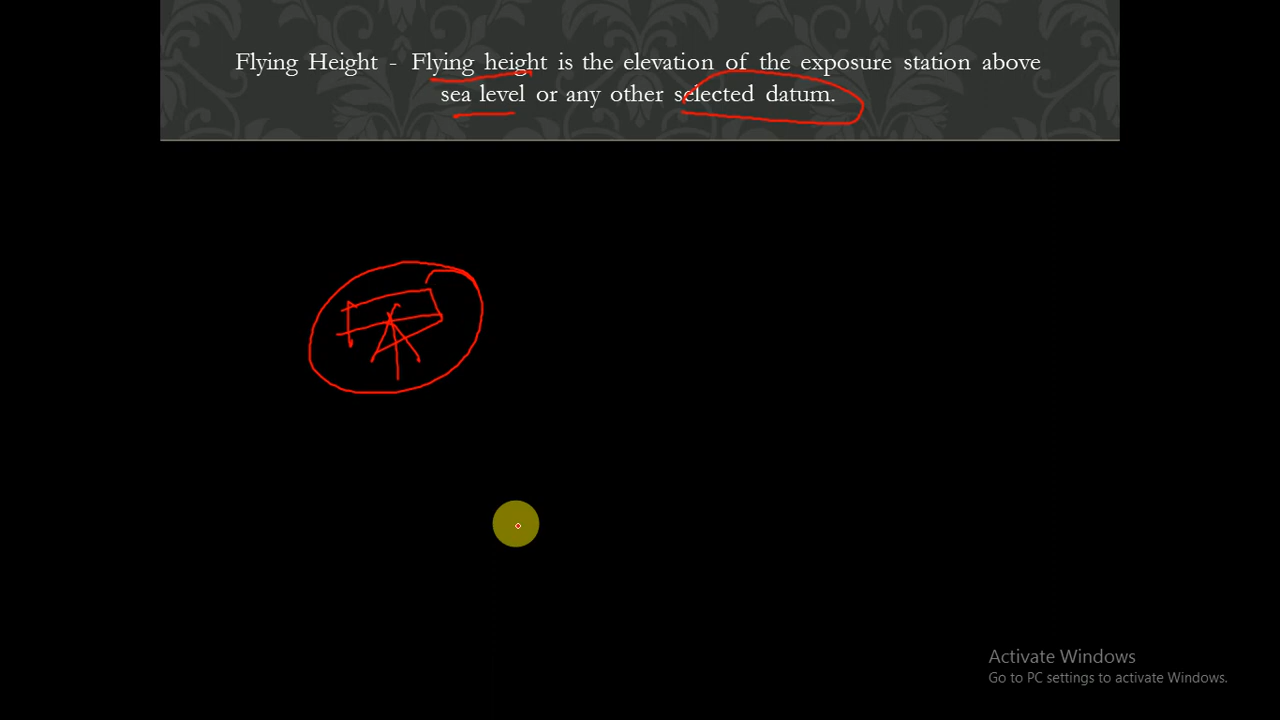 Flying Height - Flying height is the elevation of the exposure station above
sea level or any other selected datum.
Activate Windows
Go to PC settings to activate Windows.